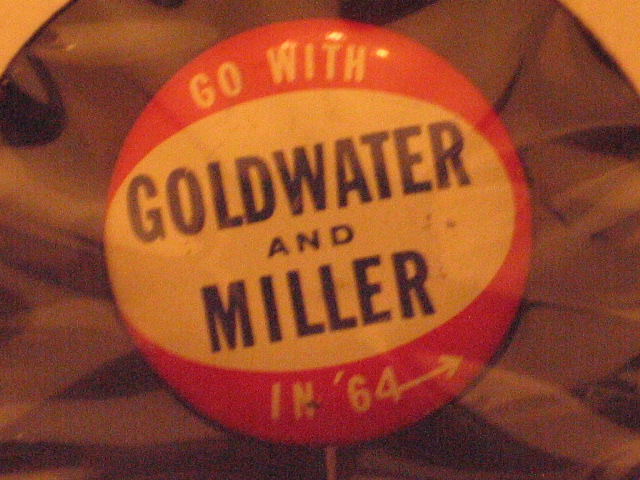 GO WITH
GOLDWATER
AND
MILLER
IN '64